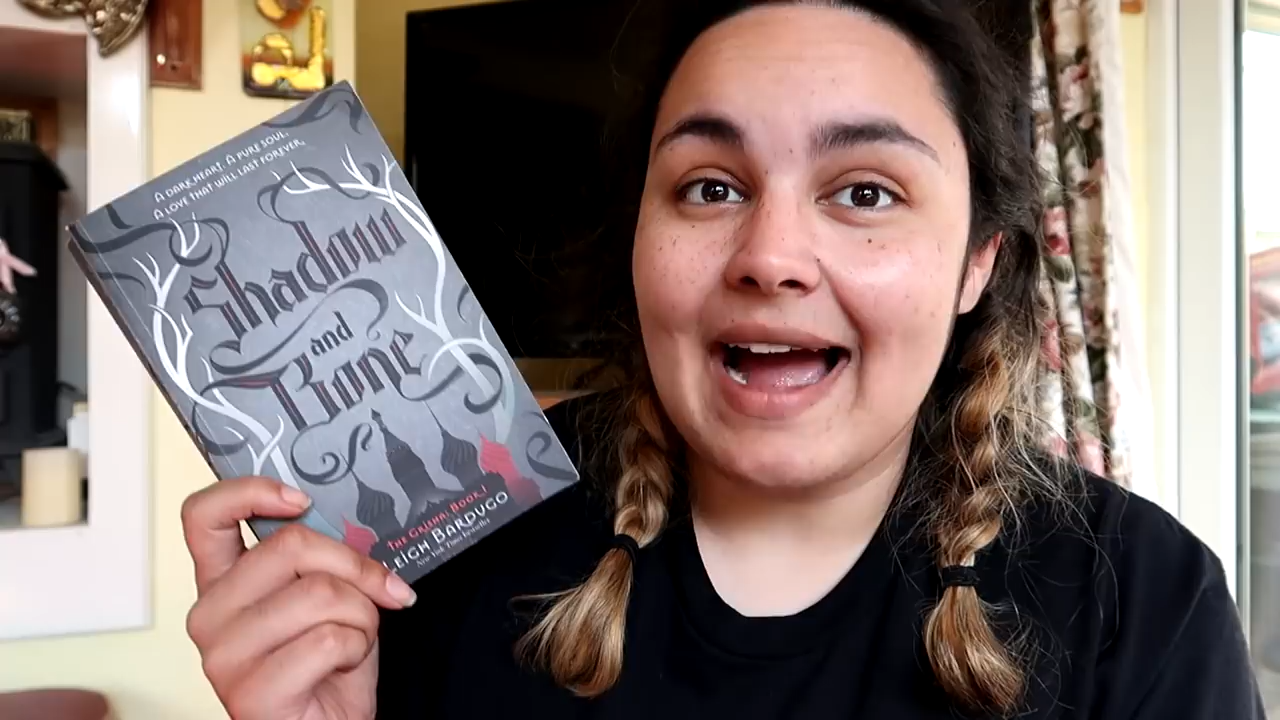 A DARK HEART. A PURE SOUL.
A LOVE THAT WILL LAST FOREVER.
Shadow
and
Bone
THE GRISHA: BOOK 1
LEIGH BARDUGO
New York Times bestseller